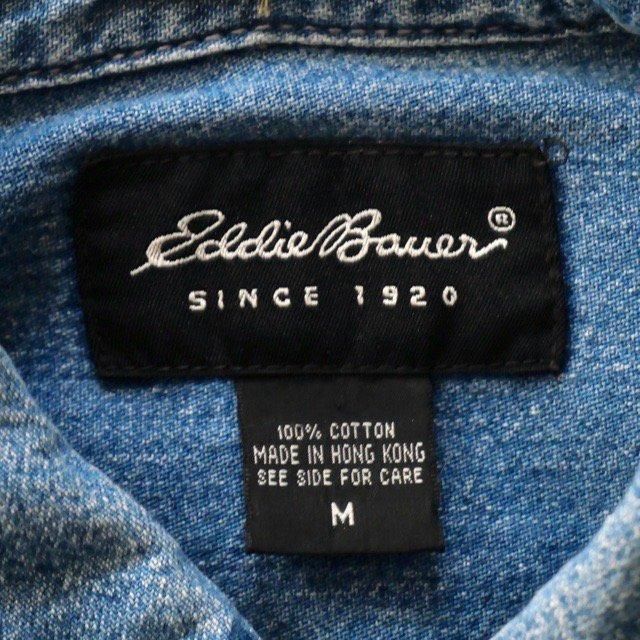 Eddie Bauer®
SINCE 1920
100% COTTON
MADE IN HONG KONG
SEE SIDE FOR CARE
M